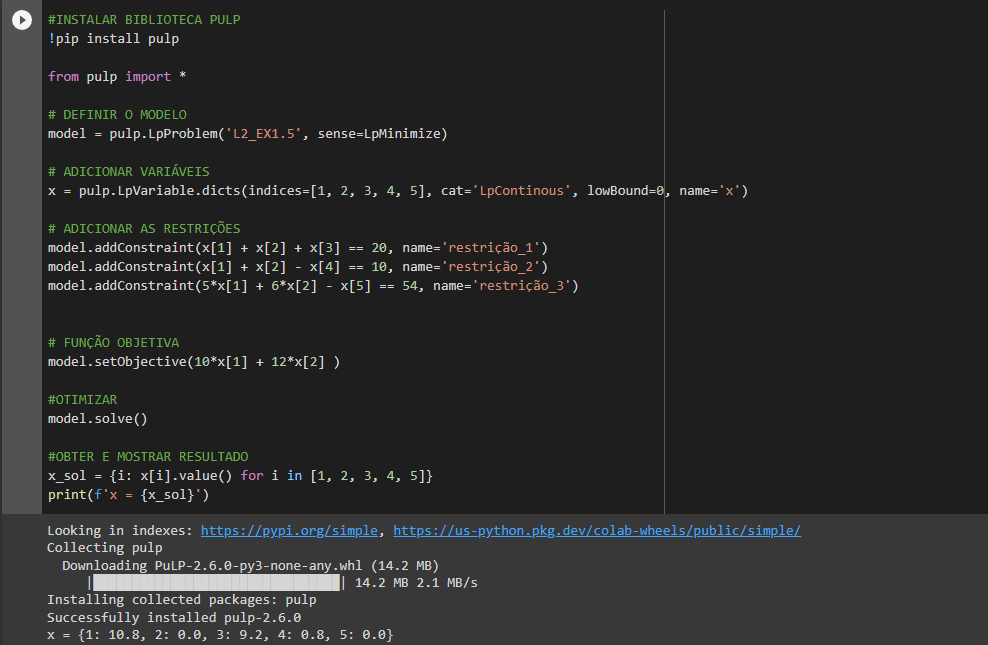 #INSTALAR BIBLIOTECA PULP
!pip install pulp
from pulp import *
# DEFINIR O MODELO
model = pulp.LpProblem('L2_EX1.5', sense=LpMinimize)
# ADICIONAR VARIÁVEIS
x = pulp.LpVariable.dicts(indices=[1, 2, 3, 4, 5], cat='LpContinous', lowBound=0, name='x')
# ADICIONAR AS RESTRIÇÕES
model.addConstraint(x[1] + x[2] + x[3] == 20, name='restrição_1')
model.addConstraint(x[1] + x[2] - x[4] == 10, name='restrição_2')
model.addConstraint(5*x[1] + 6*x[2] - x[5] == 54, name='restrição_3')
# FUNÇÃO OBJETIVA
model.setObjective(10*x[1] + 12*x[2] )
#OTIMIZAR
model.solve()
#OBTER E MOSTRAR RESULTADO
x_sol = {i: x[i].value() for i in [1, 2, 3, 4, 5]}
print(f'x = {x_sol}')
Looking in indexes: https://pypi.org/simple, https://us-python.pkg.dev/colab-wheels/public/simple/
Collecting pulp
Downloading PuLP-2.6.0-py3-none-any.whl (14.2 MB)
|████████████████████████████████| 14.2 MB 2.1 MB/s
Installing collected packages: pulp
Successfully installed pulp-2.6.0
x = {1: 10.8, 2: 0.0, 3: 9.2, 4: 0.8, 5: 0.0}